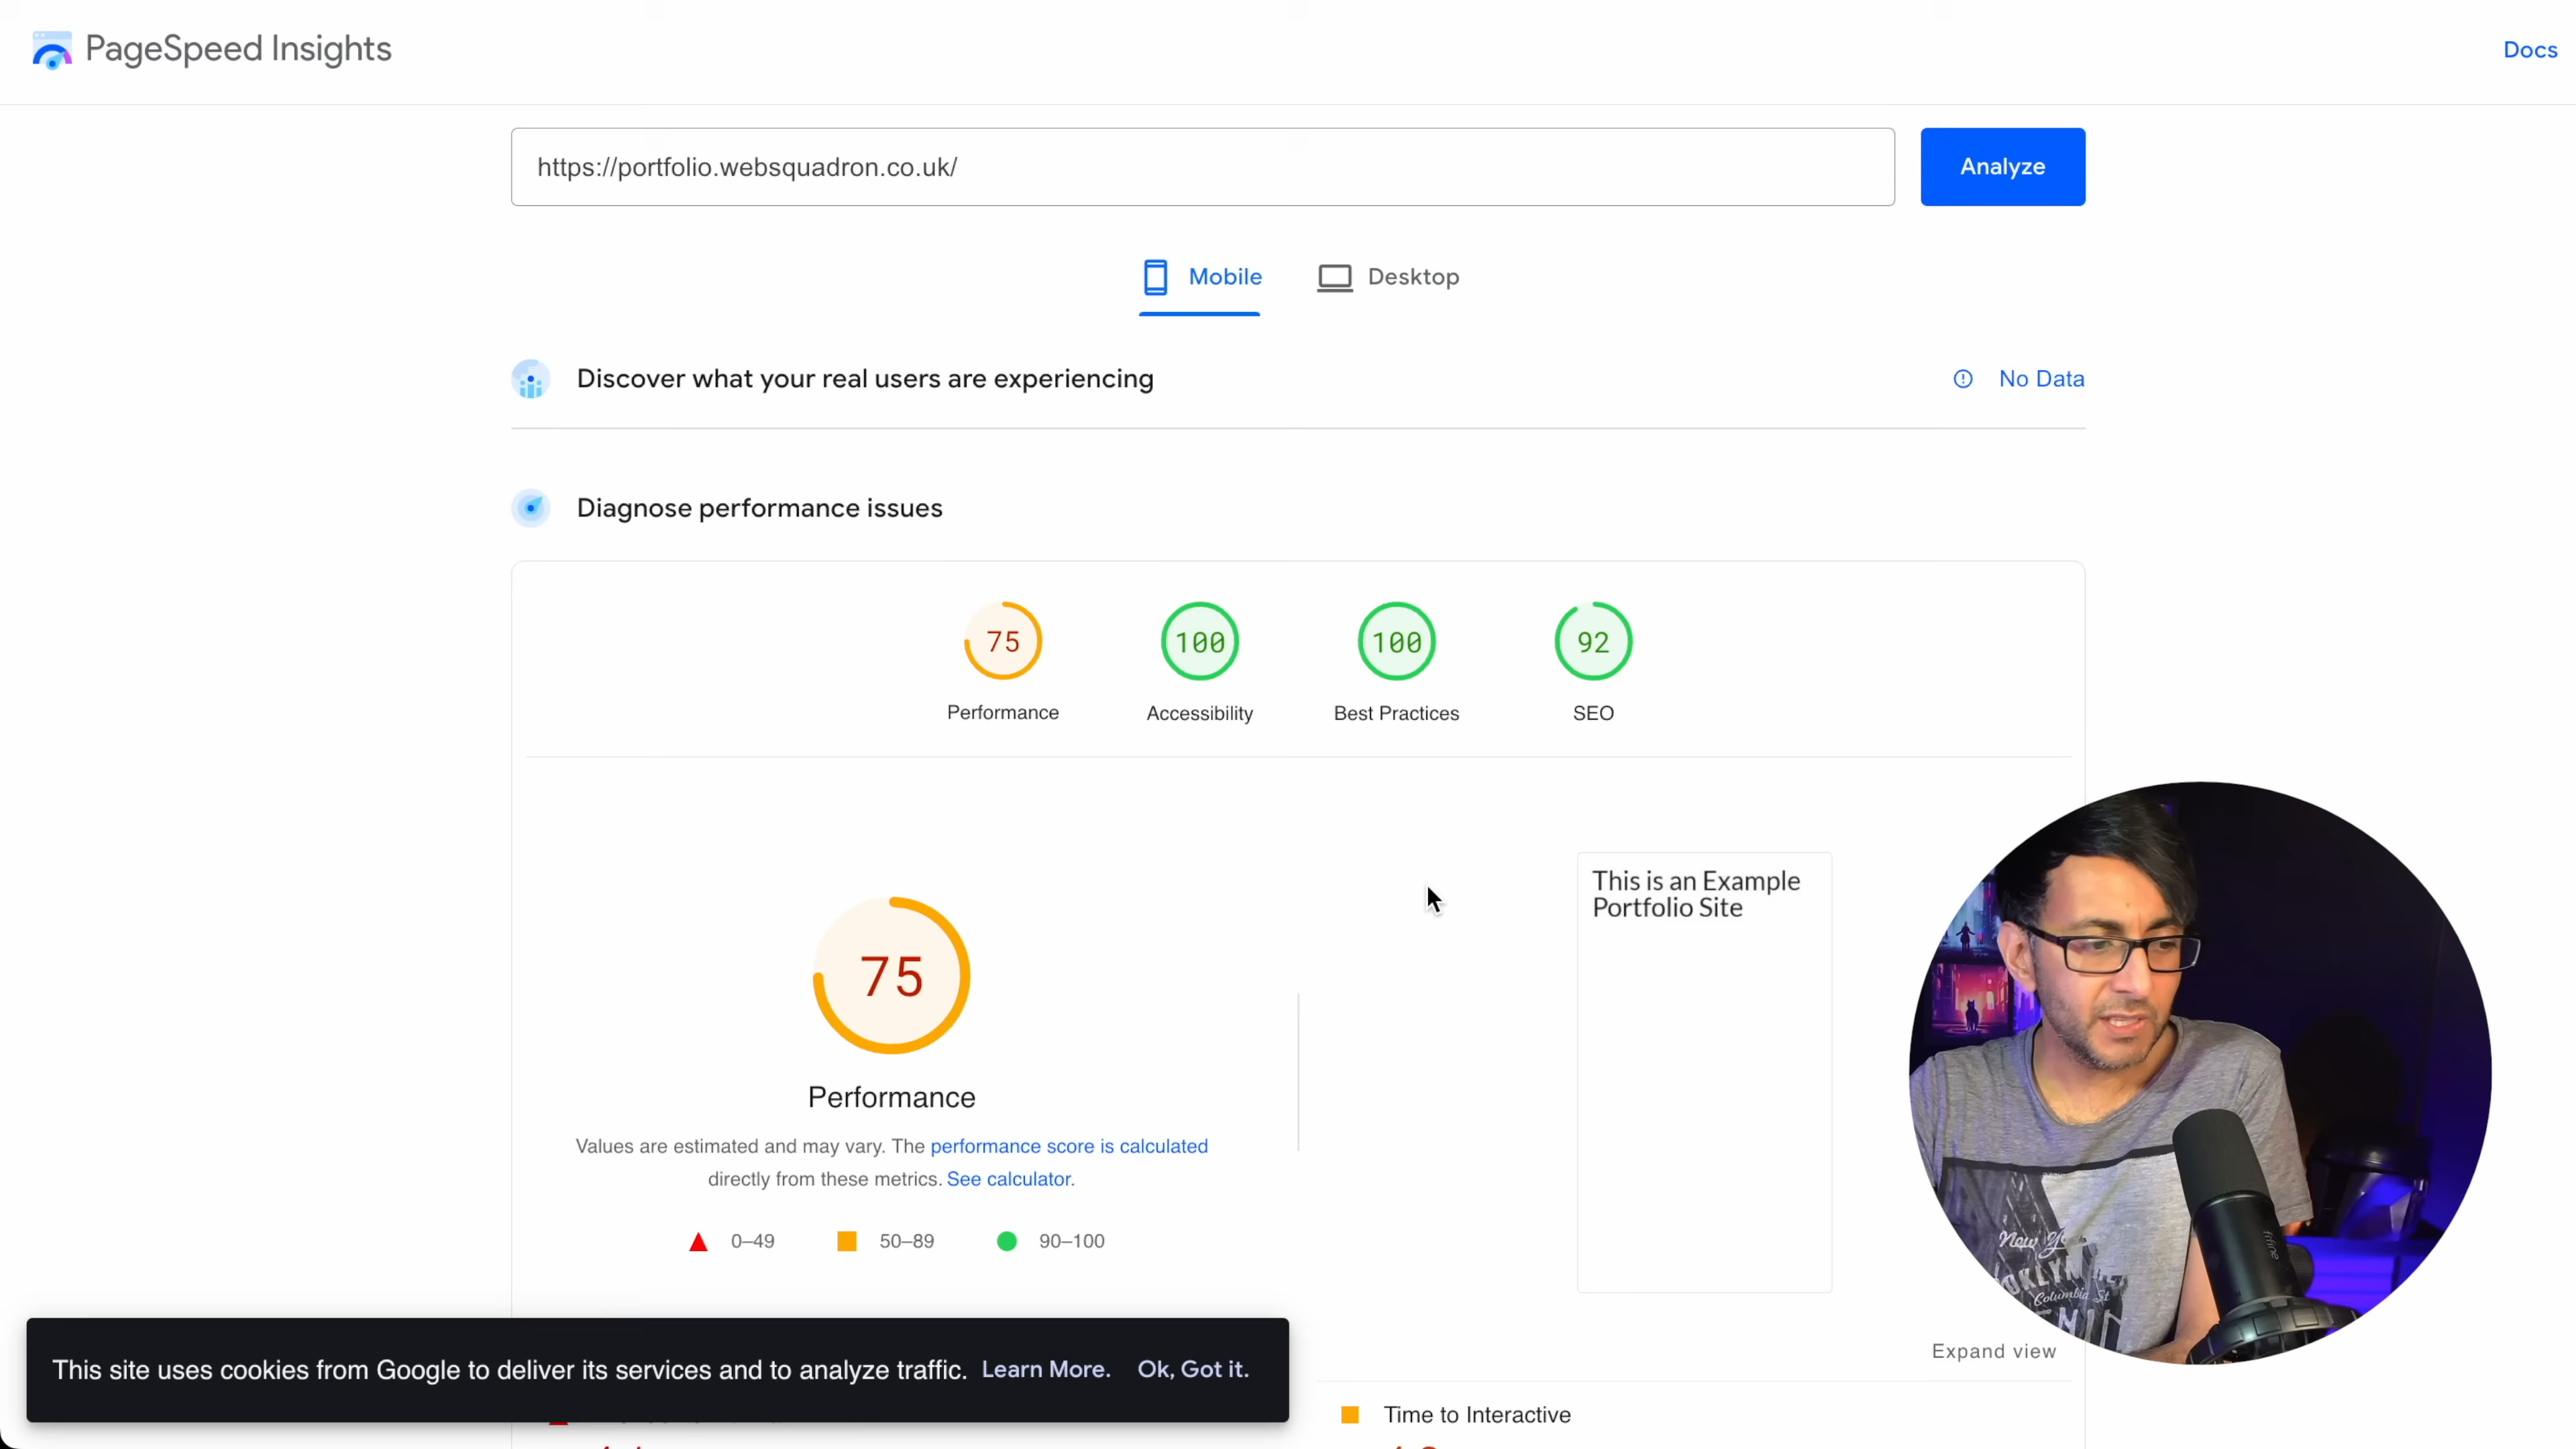 PageSpeed Insights
Docs
https://portfolio.websquadron.co.uk/
Analyze
Mobile
Desktop
Discover what your real users are experiencing
No Data
Diagnose performance issues
75
100
100
92
Performance
Accessibility
Best Practices
SEO
This is an Example
Portfolio Site
75
Performance
Values are estimated and may vary. The performance score is calculated
directly from these metrics. See calculator.
0–49
50–89
90–100
New
Columbia St
fifine
Expand view
This site uses cookies from Google to deliver its services and to analyze traffic. Learn More. Ok, Got it.
Time to Interactive